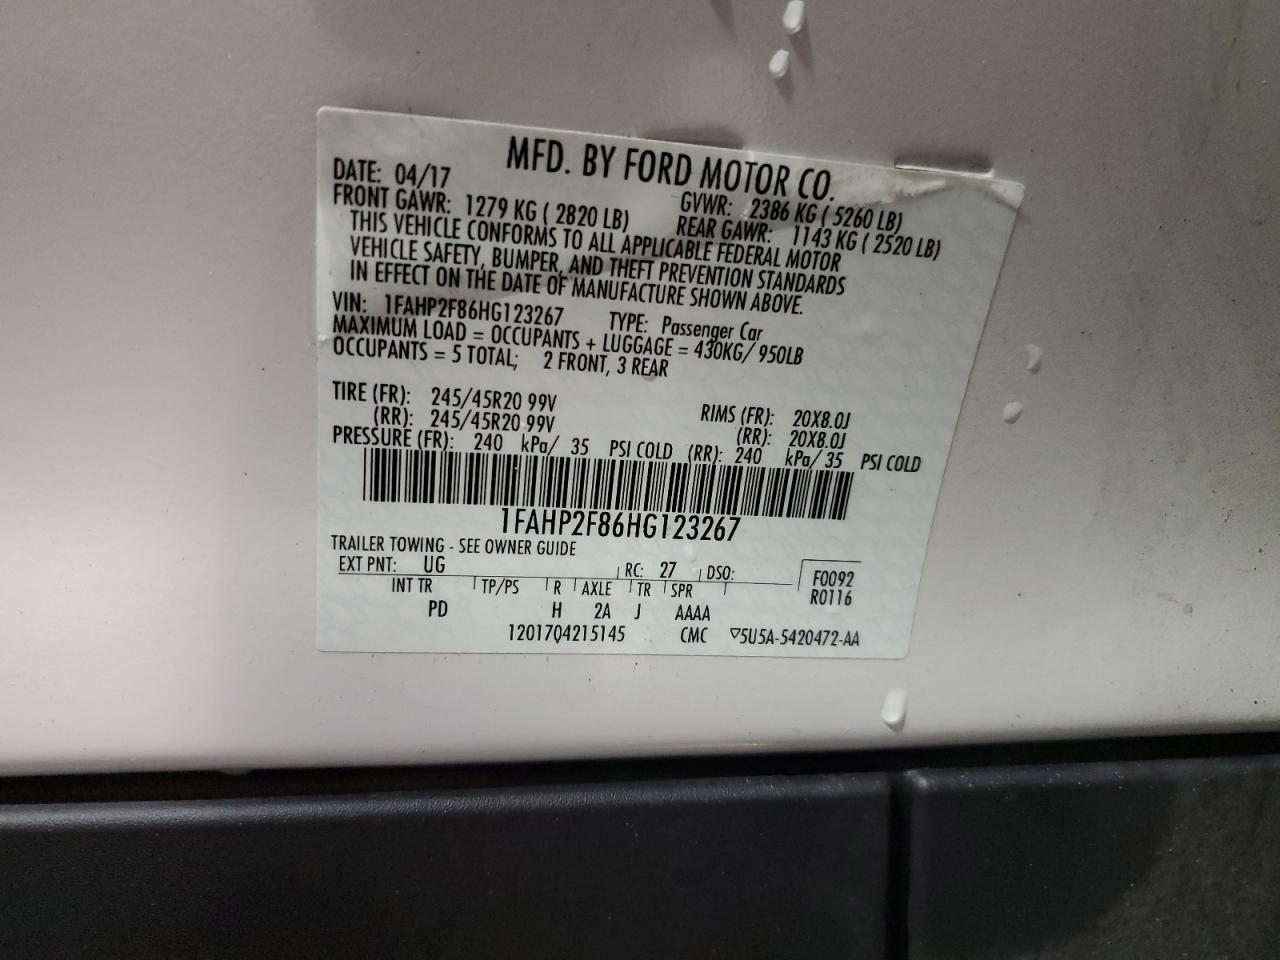 MFD. BY FORD MOTOR CO.
DATE: 04/17 GVWR: 2386 KG ( 5260 LB)
FRONT GAWR: 1279 KG ( 2820 LB) REAR GAWR: 1143 KG ( 2520 LB)
THIS VEHICLE CONFORMS TO ALL APPLICABLE FEDERAL MOTOR
VEHICLE SAFETY, BUMPER, AND THEFT PREVENTION STANDARDS
IN EFFECT ON THE DATE OF MANUFACTURE SHOWN ABOVE.
VIN: 1FAHP2F86HG123267 TYPE: Passenger Car
MAXIMUM LOAD = OCCUPANTS + LUGGAGE = 430KG/ 950LB
OCCUPANTS = 5 TOTAL; 2 FRONT, 3 REAR
TIRE (FR): 245/45R20 99V RIMS (FR): 20X8.0J
(RR): 245/45R20 99V (RR): 20X8.0J
PRESSURE (FR): 240 kPa/ 35 PSI COLD (RR): 240 kPa/ 35 PSI COLD
1FAHP2F86HG123267
TRAILER TOWING - SEE OWNER GUIDE
EXT PNT: UG RC: 27 DSO: F0092
INT TR TP/PS R AXLE TR SPR R0116
PD H 2A J AAAA
12017Q4215145 CMC ▽5U5A-5420472-AA